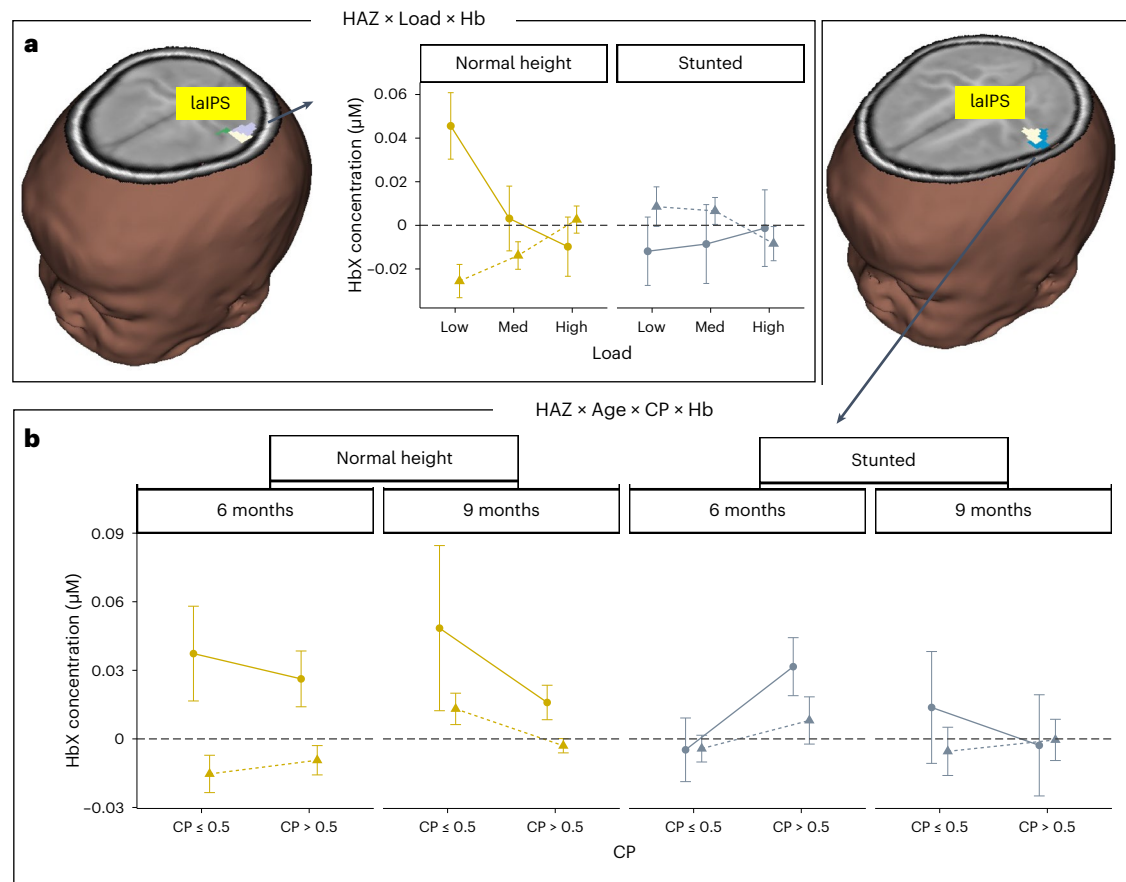 HAZ × Load × Hb
a
laIPS
laIPS
Normal height
Stunted
HbX concentration (µM)
0.06
0.04
0.02
0
−0.02
Low
Med
High
Low
Med
High
Load
HAZ × Age × CP × Hb
b
Normal height
Stunted
6 months
9 months
6 months
9 months
HbX concentration (µM)
0.09
0.06
0.03
0
−0.03
CP ≤ 0.5
CP > 0.5
CP ≤ 0.5
CP > 0.5
CP ≤ 0.5
CP > 0.5
CP ≤ 0.5
CP > 0.5
CP